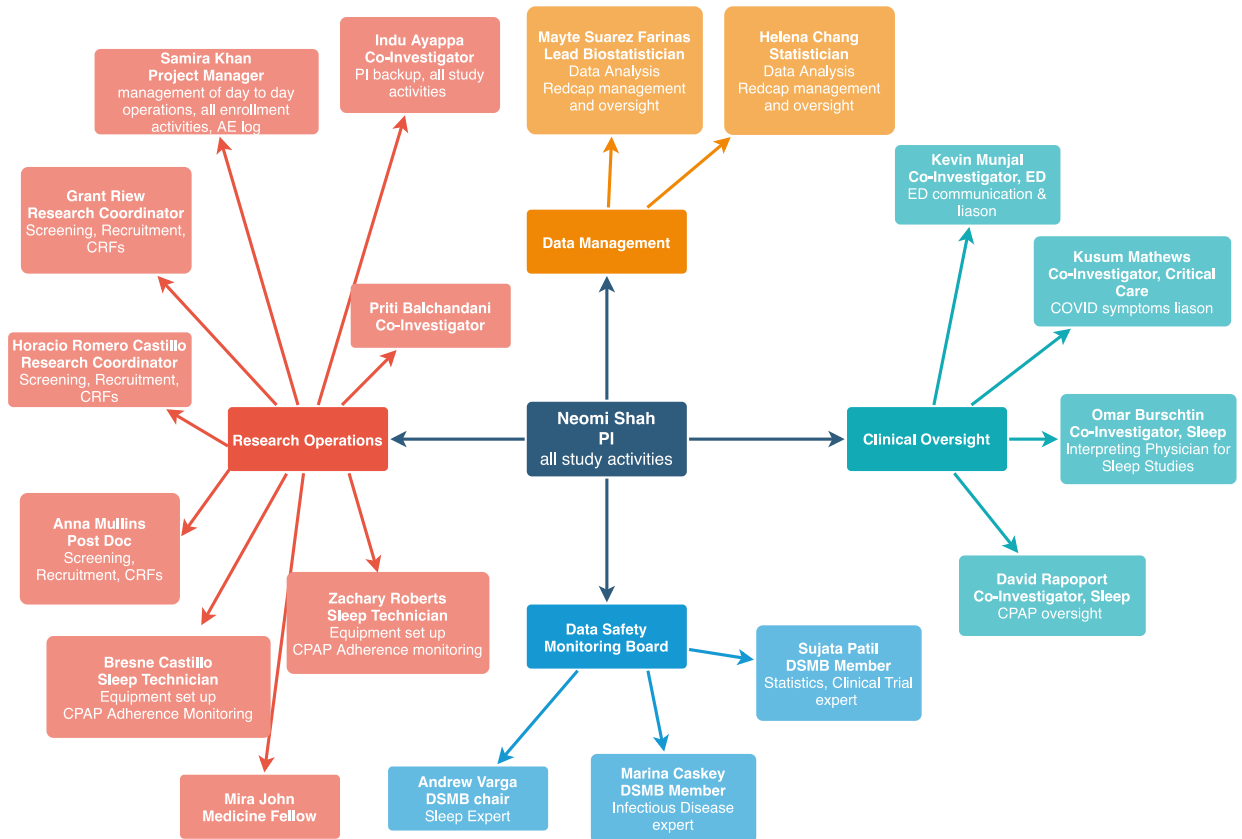 Samira Khan
Project Manager
management of day to day
operations, all enrollment
activities, AE log
Indu Ayappa
Co-Investigator
PI backup, all study
activities
Mayte Suarez Farinas
Lead Biostatistician
Data Analysis
Redcap management
and oversight
Helena Chang
Statistician
Data Analysis
Redcap management
and oversight
Kevin Munjal
Co-Investigator, ED
ED communication &
liason
Grant Riew
Research Coordinator
Screening, Recruitment,
CRFs
Data Management
Kusum Mathews
Co-Investigator, Critical
Care
COVID symptoms liason
Priti Balchandani
Co-Investigator
Horacio Romero Castillo
Research Coordinator
Screening, Recruitment,
CRFs
Research Operations
Neomi Shah
PI
all study activities
Clinical Oversight
Omar Burschtin
Co-Investigator, Sleep
Interpreting Physician for
Sleep Studies
Anna Mullins
Post Doc
Screening,
Recruitment, CRFs
Zachary Roberts
Sleep Technician
Equipment set up
CPAP Adherence monitoring
David Rapoport
Co-Investigator, Sleep
CPAP oversight
Data Safety
Monitoring Board
Sujata Patil
DSMB Member
Statistics, Clinical Trial
expert
Bresne Castillo
Sleep Technician
Equipment set up
CPAP Adherence Monitoring
Mira John
Medicine Fellow
Andrew Varga
DSMB chair
Sleep Expert
Marina Caskey
DSMB Member
Infectious Disease
expert